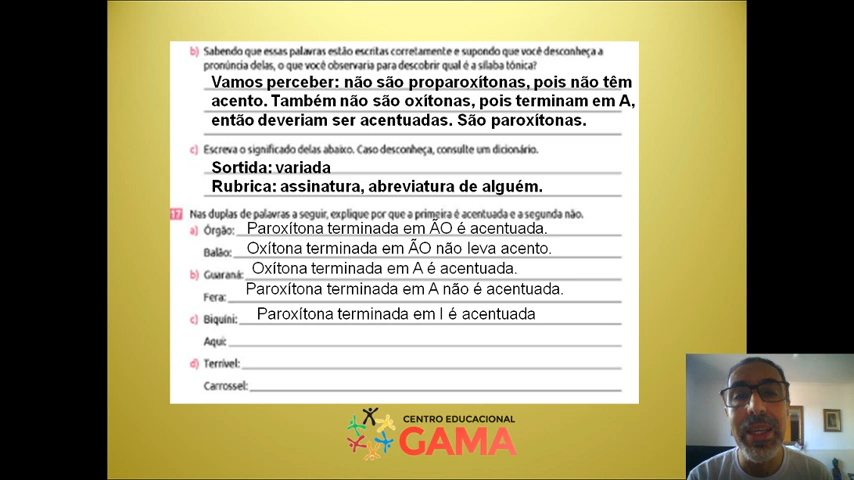 b) Sabendo que essas palavras estão escritas corretamente e supondo que você desconheça a
pronúncia delas, o que você observaria para descobrir qual é a sílaba tônica?
Vamos perceber: não são proparoxítonas, pois não têm
acento. Também não são oxítonas, pois terminam em A,
então deveriam ser acentuadas. São paroxítonas.
c) Escreva o significado delas abaixo. Caso desconheça, consulte um dicionário.
Sortida: variada
Rubrica: assinatura, abreviatura de alguém.
17 Nas duplas de palavras a seguir, explique por que a primeira é acentuada e a segunda não.
a) Órgão: Paroxítona terminada em ÃO é acentuada.
Balão: Oxítona terminada em ÃO não leva acento.
b) Guaraná: Oxítona terminada em A é acentuada.
Fera: Paroxítona terminada em A não é acentuada.
c) Biquíni: Paroxítona terminada em I é acentuada
Aqui:
d) Terrível:
Carrossel:
CENTRO EDUCACIONAL
GAMA